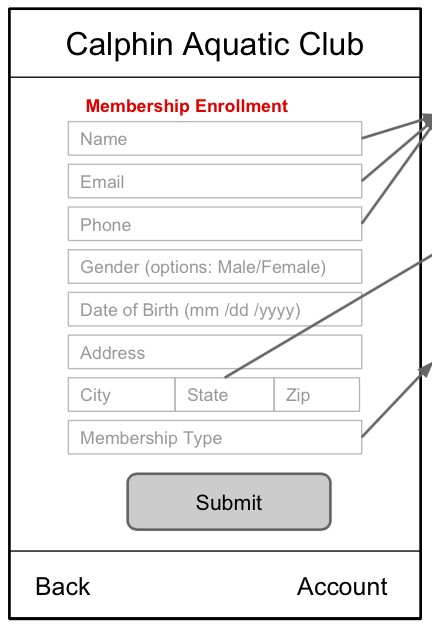 Calphin Aquatic Club
Membership Enrollment
Name
Email
Phone
Gender (options: Male/Female)
Date of Birth (mm /dd /yyyy)
Address
City State Zip
Membership Type
Submit
Back Account